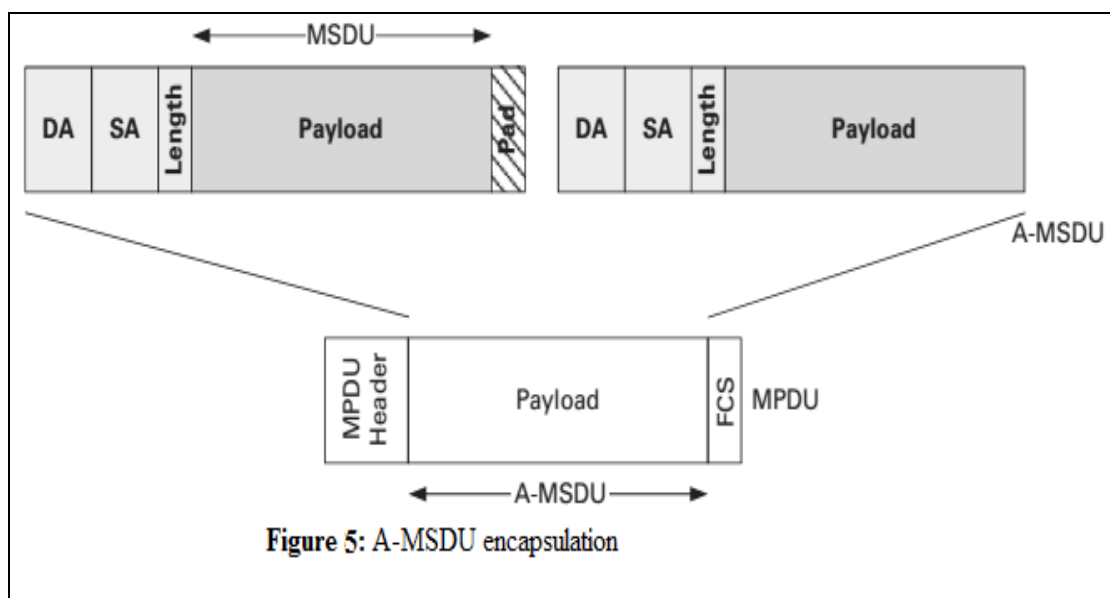 MSDU
DA SA Length Payload Pad DA SA Length Payload
A-MSDU
MPDU Header Payload FCS MPDU
A-MSDU
Figure 5: A-MSDU encapsulation